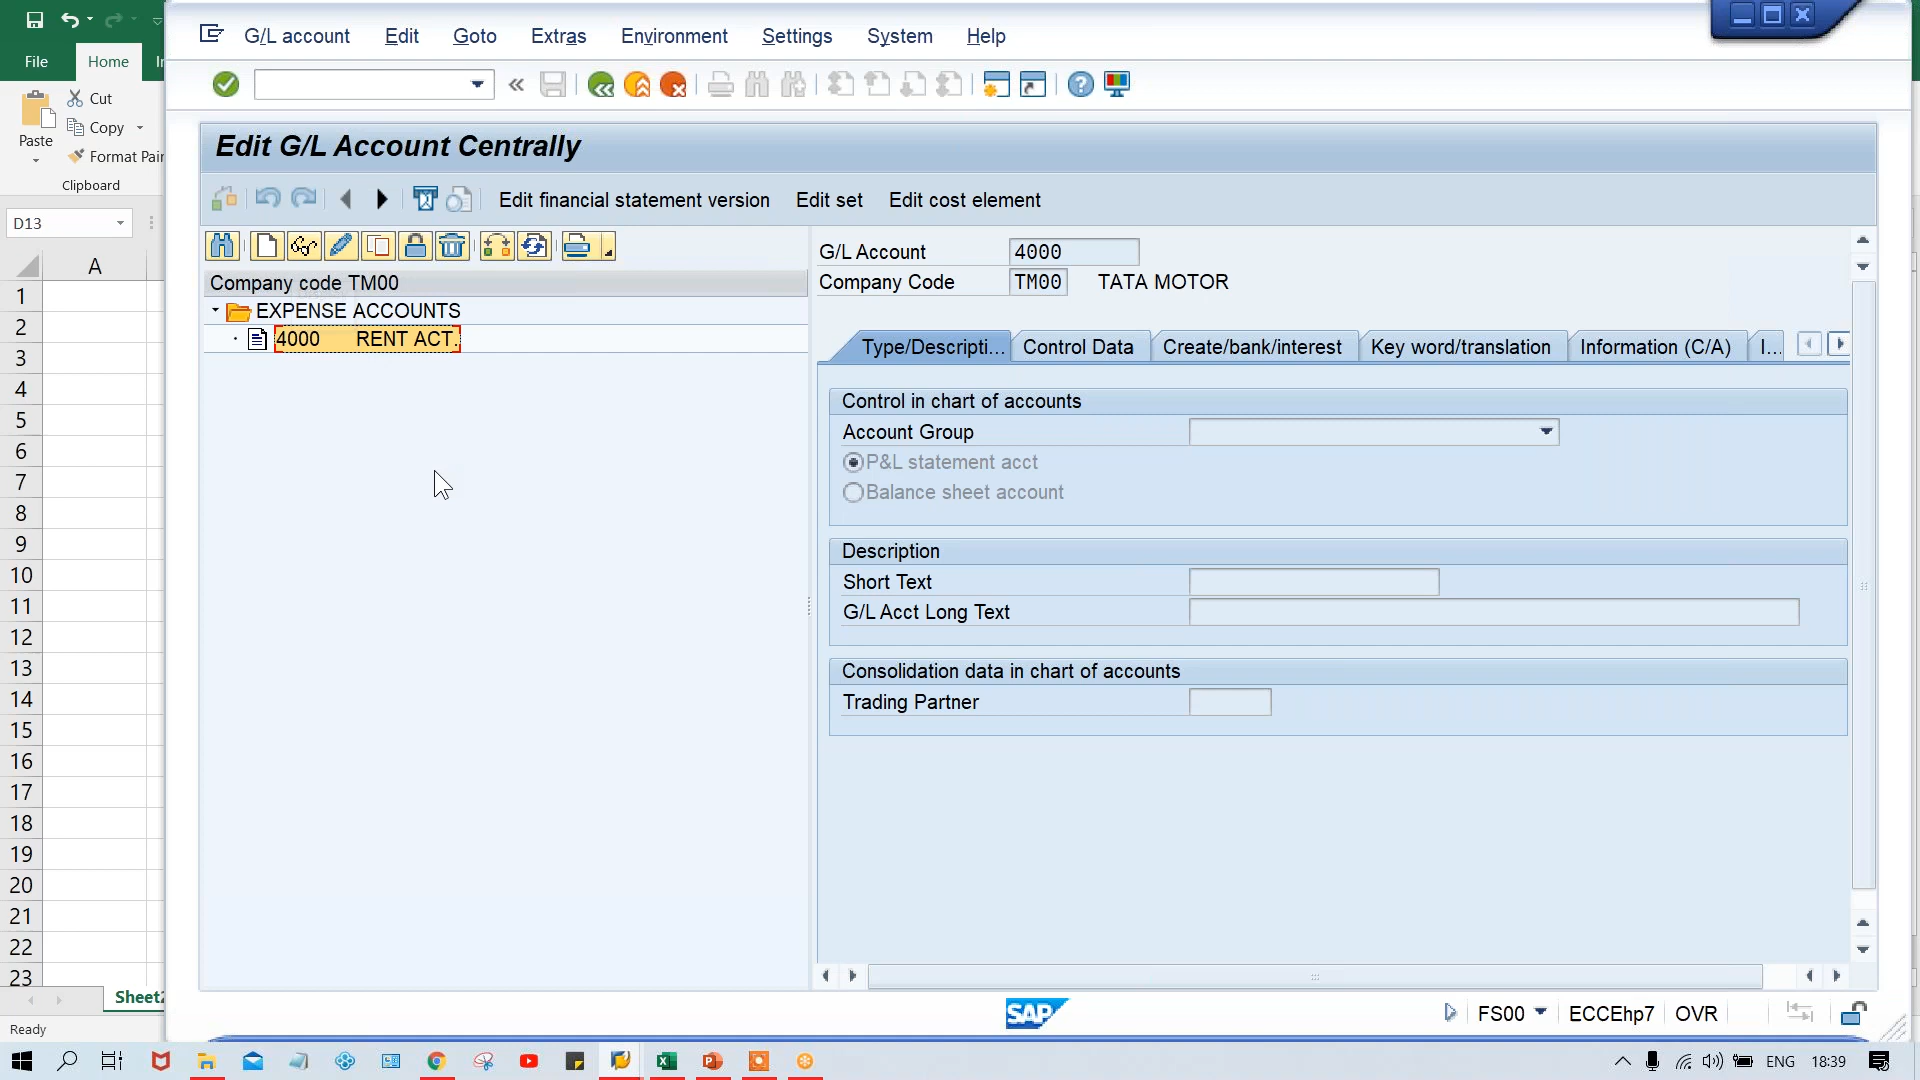 G/L account Edit Goto Extras Environment Settings System Help
File Home
Cut
Copy
Paste
Format Pai
Clipboard
D13
A
Edit G/L Account Centrally
Edit financial statement version Edit set Edit cost element
Company code TM00
EXPENSE ACCOUNTS
4000 RENT ACT.
G/L Account 4000
Company Code TM00 TATA MOTOR
Type/Descripti... Control Data Create/bank/interest Key word/translation Information (C/A) I...
Control in chart of accounts
Account Group
P&L statement acct
Balance sheet account
Description
Short Text
G/L Acct Long Text
Consolidation data in chart of accounts
Trading Partner
1
2
3
4
5
6
7
8
9
10
11
12
13
14
15
16
17
18
19
20
21
22
23
Sheet2
Ready
SAP
FS00 ECCEhp7 OVR
ENG 18:39